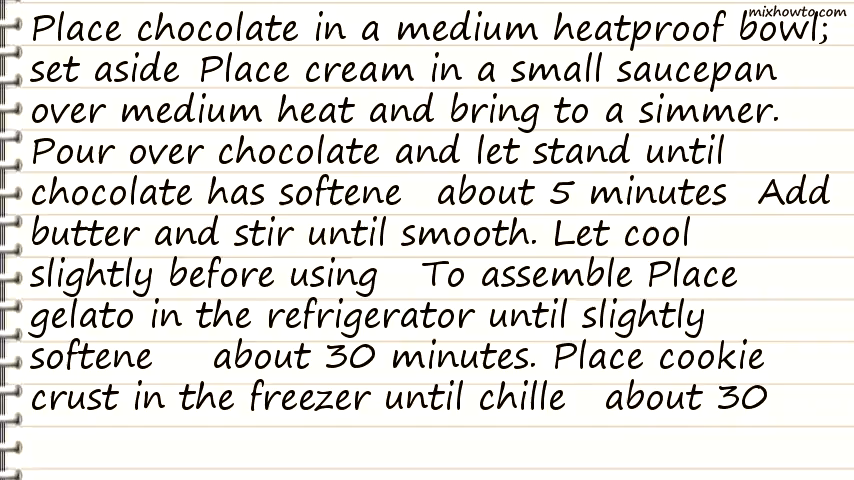 mixhowto.com
Place chocolate in a medium heatproof bowl;
set aside Place cream in a small saucepan
over medium heat and bring to a simmer.
Pour over chocolate and let stand until
chocolate has softene about 5 minutes Add
butter and stir until smooth. Let cool
slightly before using To assemble Place
gelato in the refrigerator until slightly
softene about 30 minutes. Place cookie
crust in the freezer until chille about 30